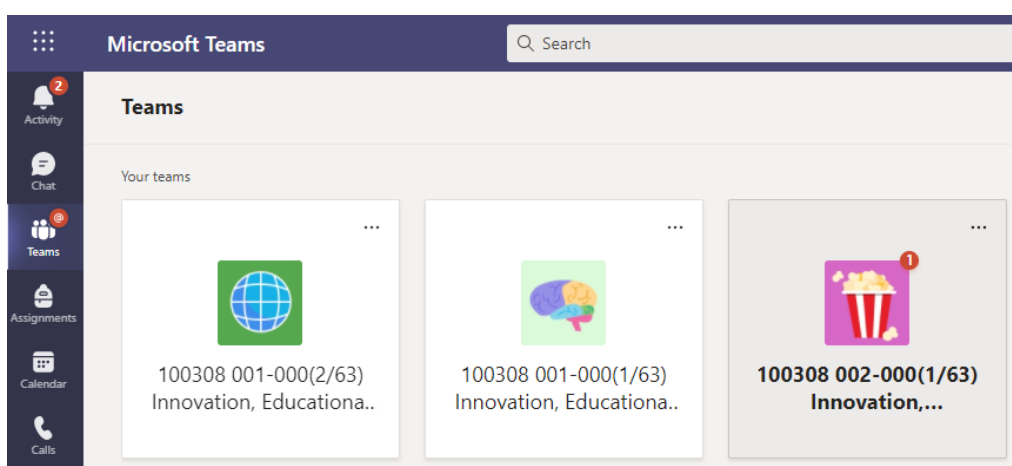 Microsoft Teams
Search
2
Activity
Chat
@
Teams
Assignments
Calendar
Calls
Teams
Your teams
...
100308 001-000(2/63)
Innovation, Educationa..
...
100308 001-000(1/63)
Innovation, Educationa..
...
1
100308 002-000(1/63)
Innovation,...